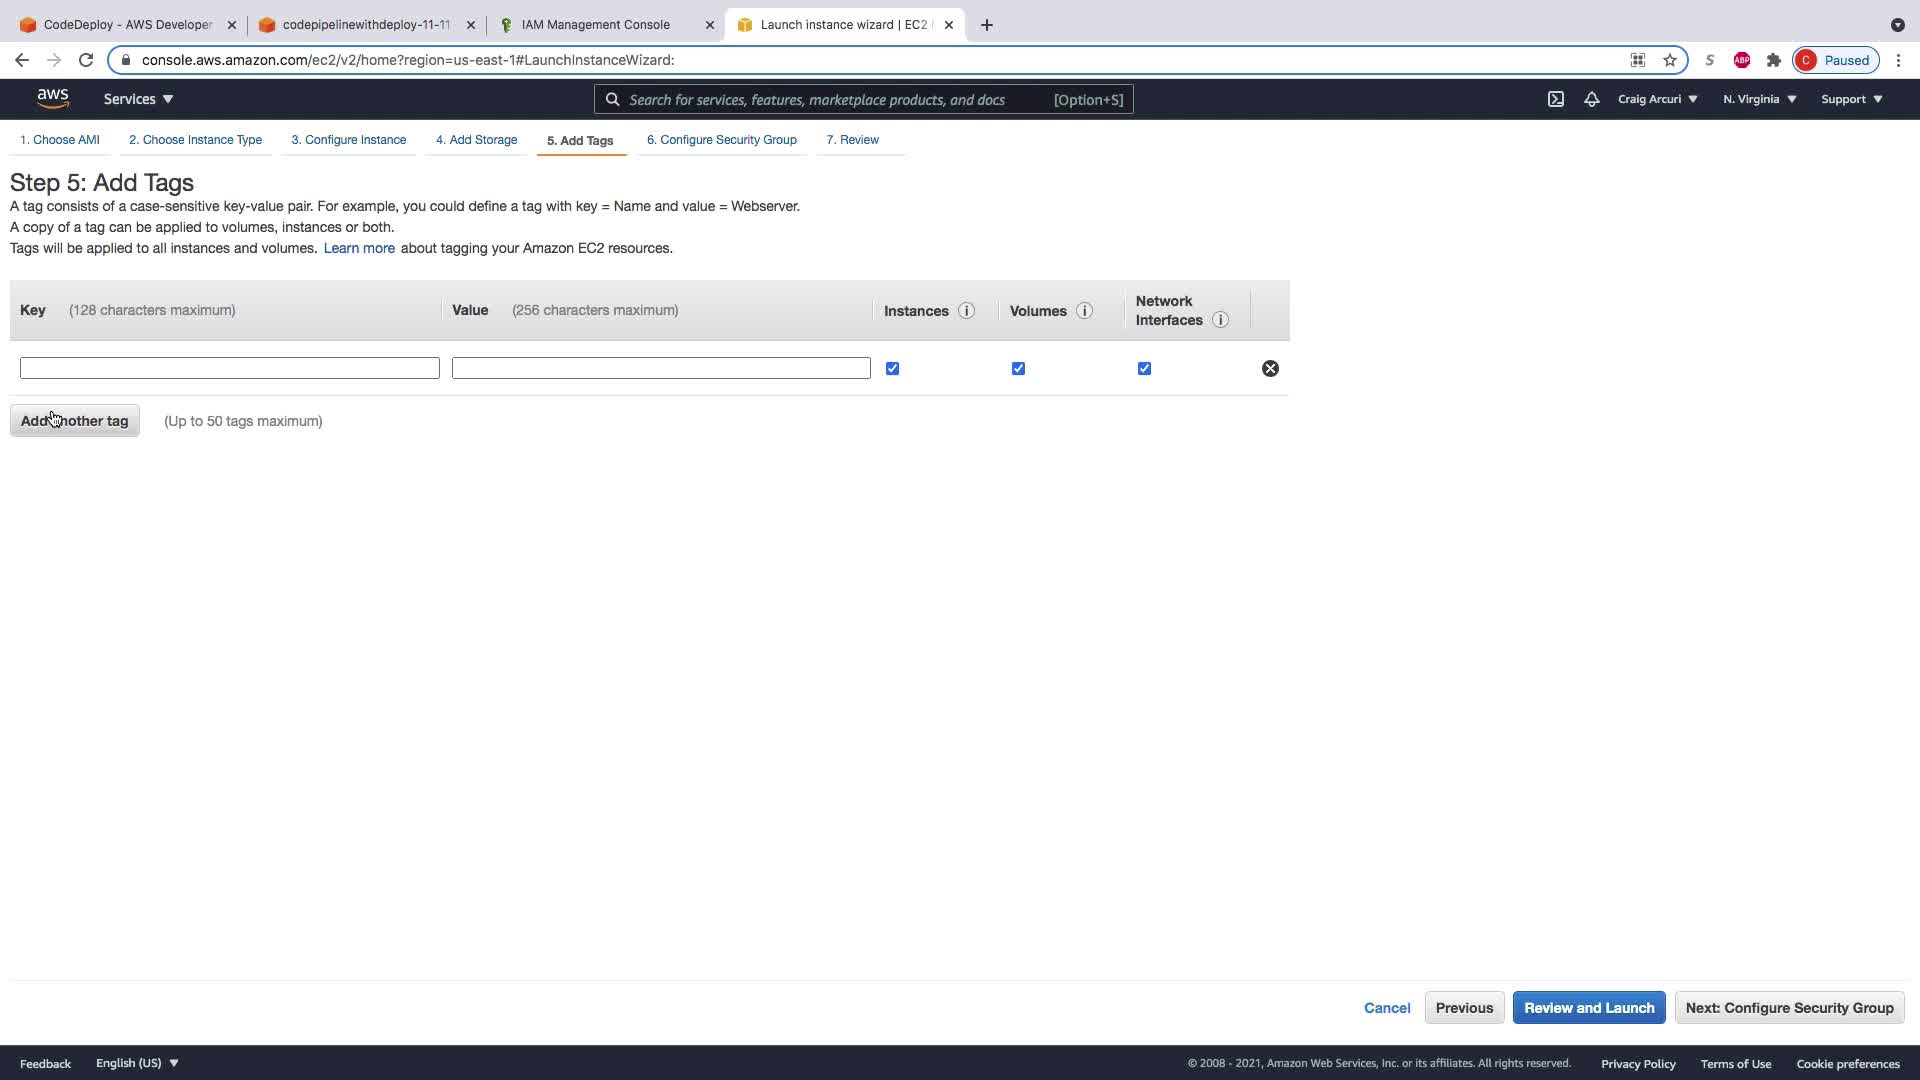 CodeDeploy - AWS Developer
codepipelinewithdeploy-11-11
IAM Management Console
Launch instance wizard | EC2
console.aws.amazon.com/ec2/v2/home?region=us-east-1#LaunchInstanceWizard:
S
ABP
C
Paused
aws
Services
Search for services, features, marketplace products, and docs
[Option+S]
Craig Arcuri
N. Virginia
Support
1. Choose AMI
2. Choose Instance Type
3. Configure Instance
4. Add Storage
5. Add Tags
6. Configure Security Group
7. Review
Step 5: Add Tags
A tag consists of a case-sensitive key-value pair. For example, you could define a tag with key = Name and value = Webserver.
A copy of a tag can be applied to volumes, instances or both.
Tags will be applied to all instances and volumes. Learn more about tagging your Amazon EC2 resources.
Key (128 characters maximum)
Value (256 characters maximum)
Instances
Volumes
Network
Interfaces
Add another tag
(Up to 50 tags maximum)
Cancel
Previous
Review and Launch
Next: Configure Security Group
Feedback
English (US)
© 2008 - 2021, Amazon Web Services, Inc. or its affiliates. All rights reserved.
Privacy Policy
Terms of Use
Cookie preferences